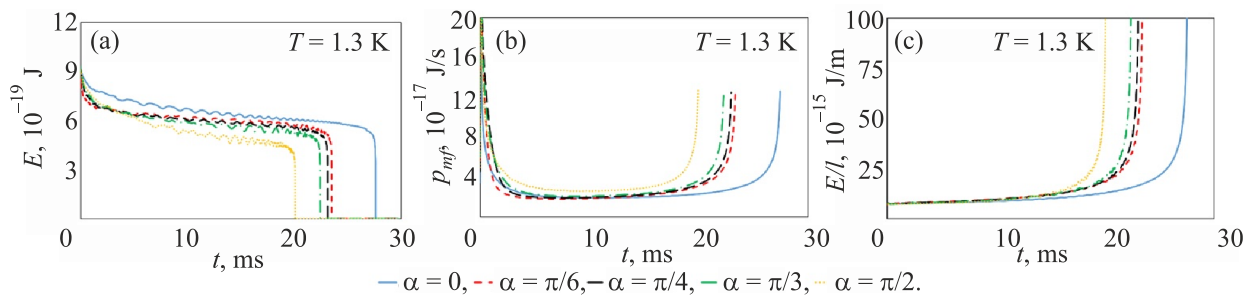 (a)
T = 1.3 K
E, 10⁻¹⁹ J
12
9
6
3
0
10
20
30
t, ms
(b)
T = 1.3 K
pmf, 10⁻¹⁷ J/s
20
16
12
8
4
0
10
20
30
t, ms
(c)
T = 1.3 K
E/l, 10⁻¹⁵ J/m
100
75
50
25
0
10
20
30
t, ms
α = 0, α = π/6, α = π/4, α = π/3, α = π/2.